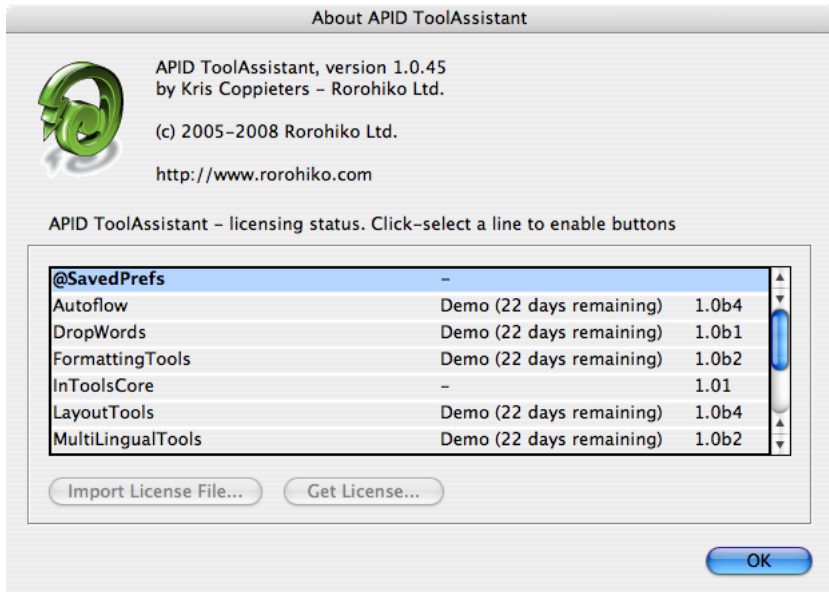 About APID ToolAssistant
APID ToolAssistant, version 1.0.45
by Kris Coppieters – Rorohiko Ltd.
(c) 2005–2008 Rorohiko Ltd.
http://www.rorohiko.com
APID ToolAssistant – licensing status. Click–select a line to enable buttons
@SavedPrefs –
Autoflow Demo (22 days remaining) 1.0b4
DropWords Demo (22 days remaining) 1.0b1
FormattingTools Demo (22 days remaining) 1.0b2
InToolsCore – 1.01
LayoutTools Demo (22 days remaining) 1.0b4
MultiLingualTools Demo (22 days remaining) 1.0b2
Import License File... Get License...
OK